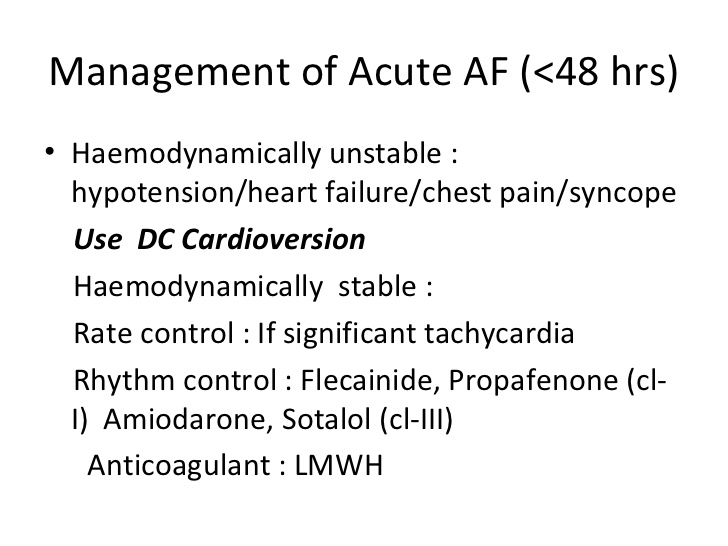 Management of Acute AF (<48 hrs)
• Haemodynamically unstable :
hypotension/heart failure/chest pain/syncope
Use  DC Cardioversion
Haemodynamically  stable :
Rate control : If significant tachycardia
Rhythm control : Flecainide, Propafenone (cl-
I)  Amiodarone, Sotalol (cl-III)
Anticoagulant : LMWH